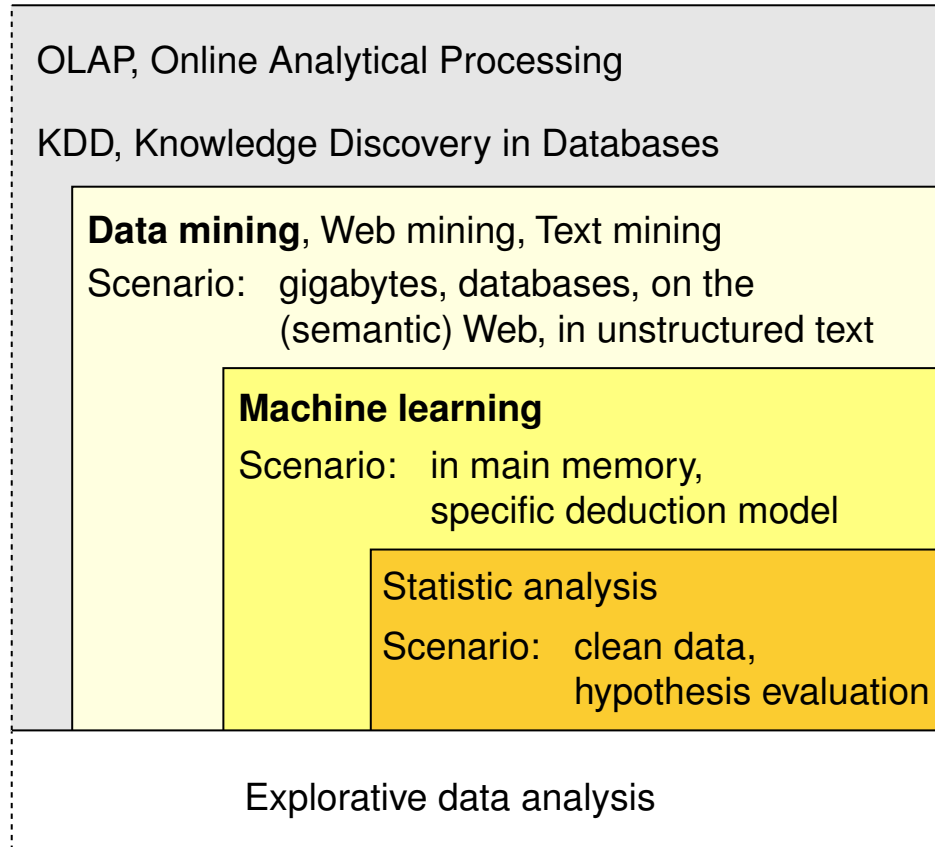 OLAP, Online Analytical Processing
KDD, Knowledge Discovery in Databases
Data mining, Web mining, Text mining
Scenario: gigabytes, databases, on the
(semantic) Web, in unstructured text
Machine learning
Scenario: in main memory,
specific deduction model
Statistic analysis
Scenario: clean data,
hypothesis evaluation
Explorative data analysis